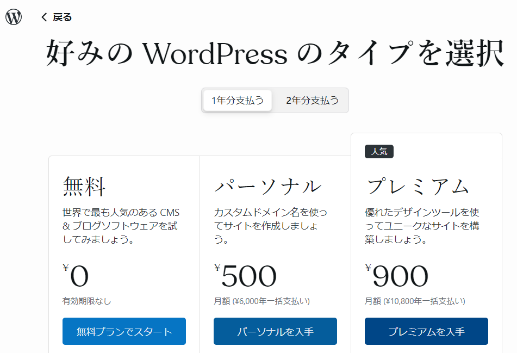 戻る
好みの WordPress のタイプを選択
1年分支払う 2年分支払う
人気
無料
世界で最も人気のある CMS
& ブログソフトウェアを試
してみましょう。
¥0
有効期限なし
無料プランでスタート
パーソナル
カスタムドメイン名を使っ
てサイトを作成しましょ
う。
¥500
月額 (¥6,000年一括支払い)
パーソナルを入手
プレミアム
優れたデザインツールを使
ってユニークなサイトを構
築しましょう。
¥900
月額 (¥10,800年一括支払い)
プレミアムを入手